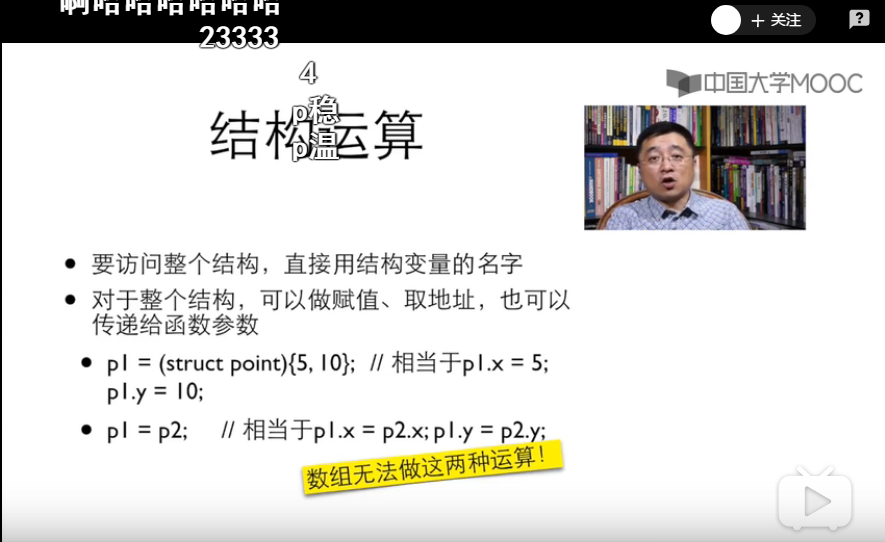 啊哈哈哈哈哈哈
23333
+ 关注
?
4
p稳
p温
中国大学MOOC
结构运算
要访问整个结构，直接用结构变量的名字
对于整个结构，可以做赋值、取地址，也可以
传递给函数参数
p1 = (struct point){5, 10}; // 相当于p1.x = 5;
p1.y = 10;
p1 = p2; // 相当于p1.x = p2.x; p1.y = p2.y;
数组无法做这两种运算！